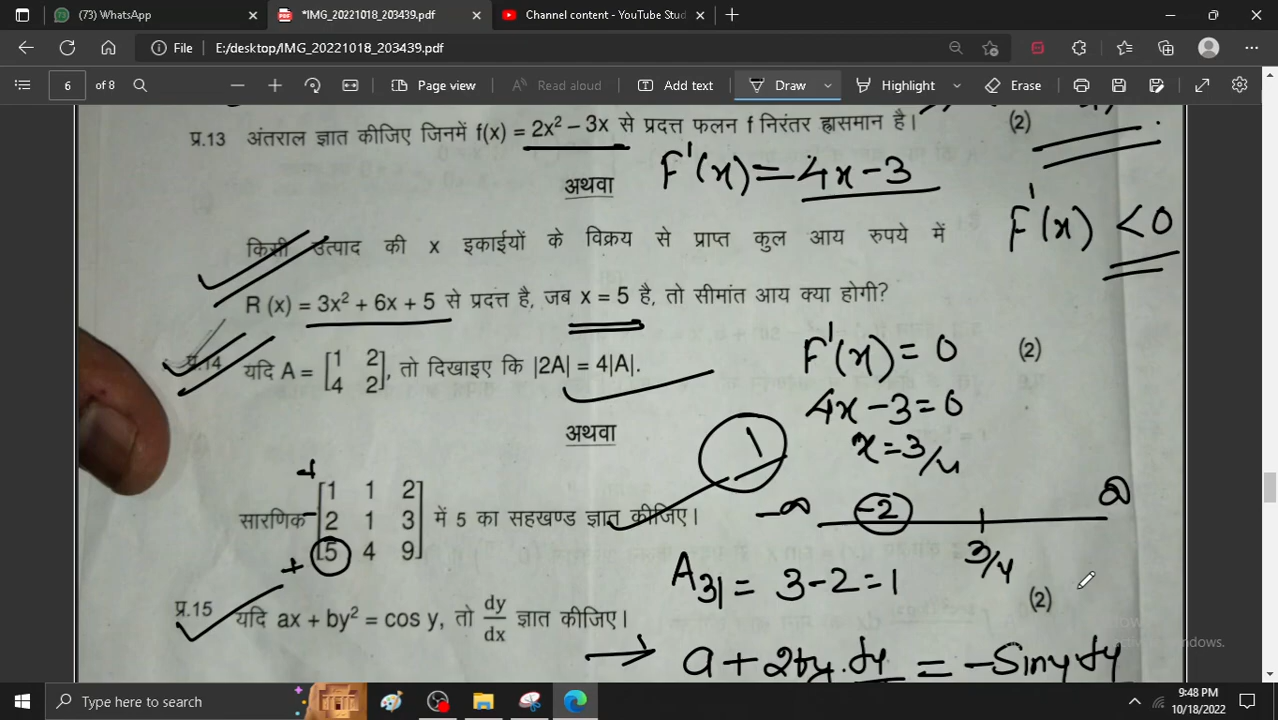 (73) WhatsApp
*IMG_20221018_203439.pdf
Channel content - YouTube Stud
File
E:/desktop/IMG_20221018_203439.pdf
6 of 8
Page view
Read aloud
Add text
Draw
Highlight
Erase
प्र.13 अंतराल ज्ञात कीजिए जिनमें f(x) = 2x² – 3x से प्रदत्त फलन f निरंतर ह्रासमान है। (2)
F'(x) = 4x-3
अथवा
F'(x) < 0
किसी उत्पाद की x इकाईयों के विक्रय से प्राप्त कुल आय रुपये में
R (x) = 3x² + 6x + 5 से प्रदत्त है, जब x = 5 है, तो सीमांत आय क्या होगी?
F'(x) = 0 (2)
प्र.14 यदि A = [1 2
4 2], तो दिखाइए कि |2A| = 4|A|.
4x-3=0
अथवा
1
x=3/4
-∞ -2 3/4 ∞
+ [1 1 2]
सारणिक - [2 1 3] में 5 का सहखण्ड ज्ञात कीजिए।
+ [5 4 9]
A31 = 3-2=1
प्र.15 यदि ax + by² = cos y, तो dy/dx ज्ञात कीजिए। (2)
→ a+2by.dy = -Siny dy
Type here to search
9:48 PM
10/18/2022